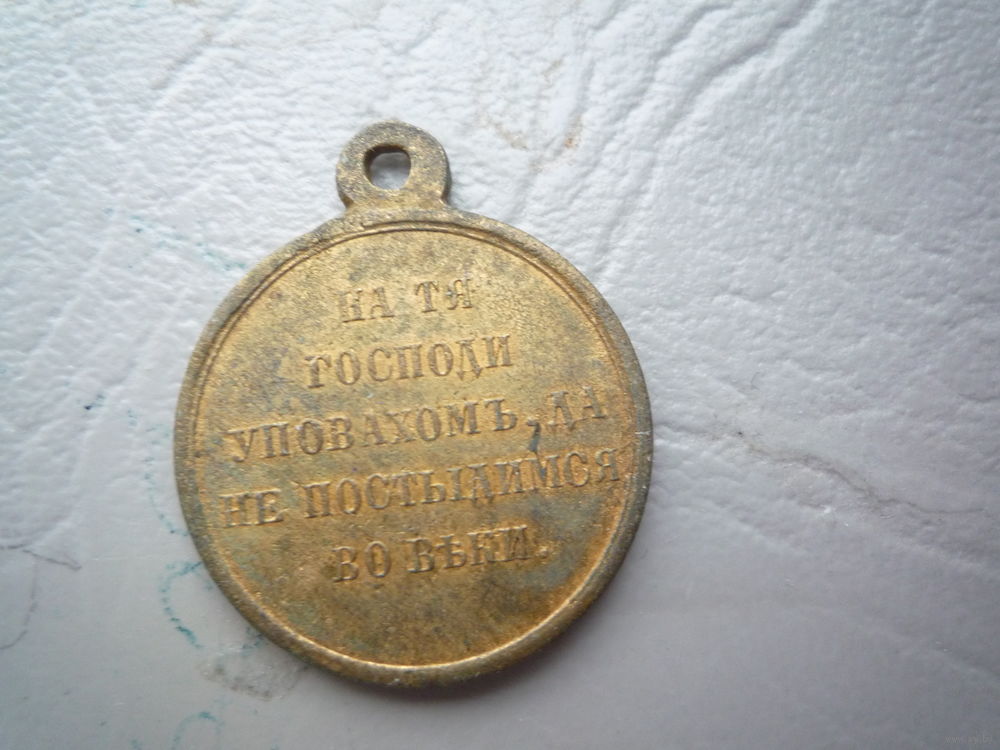 НА ТЯ
ГОСПОДИ
УПОВАХОМЪ, ДА
НЕ ПОСТЫДИМСЯ
ВО ВѢКИ.